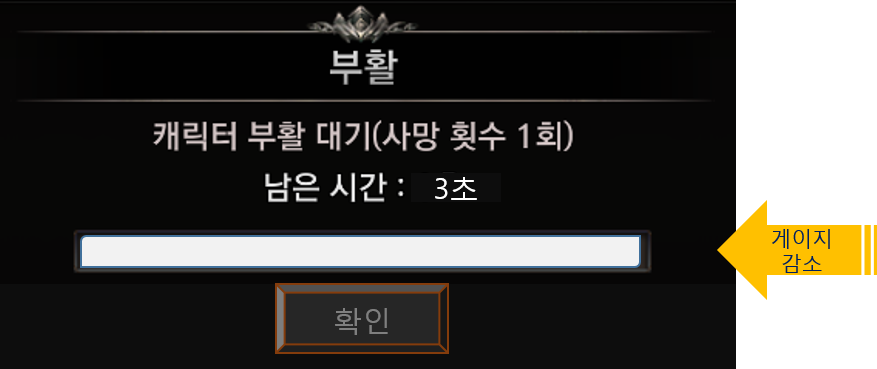 부활
캐릭터 부활 대기(사망 횟수 1회)
남은 시간 : 3초
게이지
감소
확인